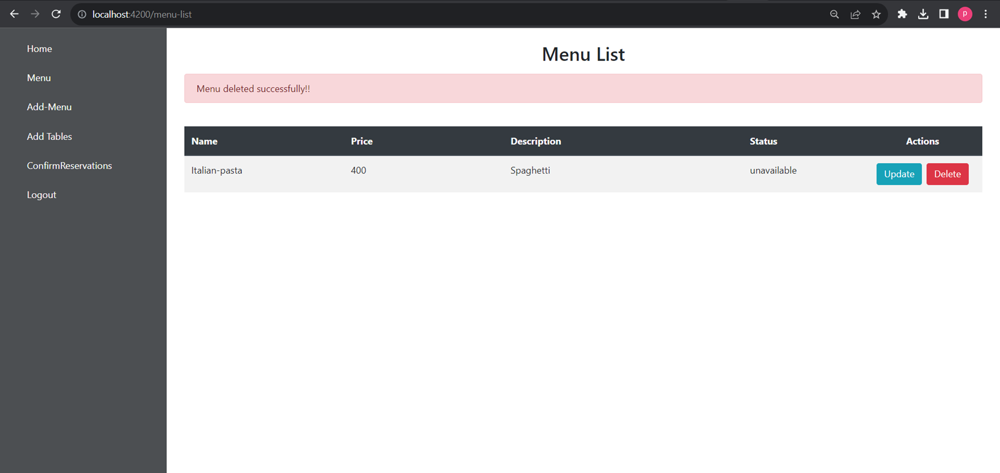 localhost:4200/menu-list
p
Home
Menu
Add-Menu
Add Tables
ConfirmReservations
Logout
Menu List
Menu deleted successfully!!
Name Price Description Status Actions
Italian-pasta 400 Spaghetti unavailable Update Delete